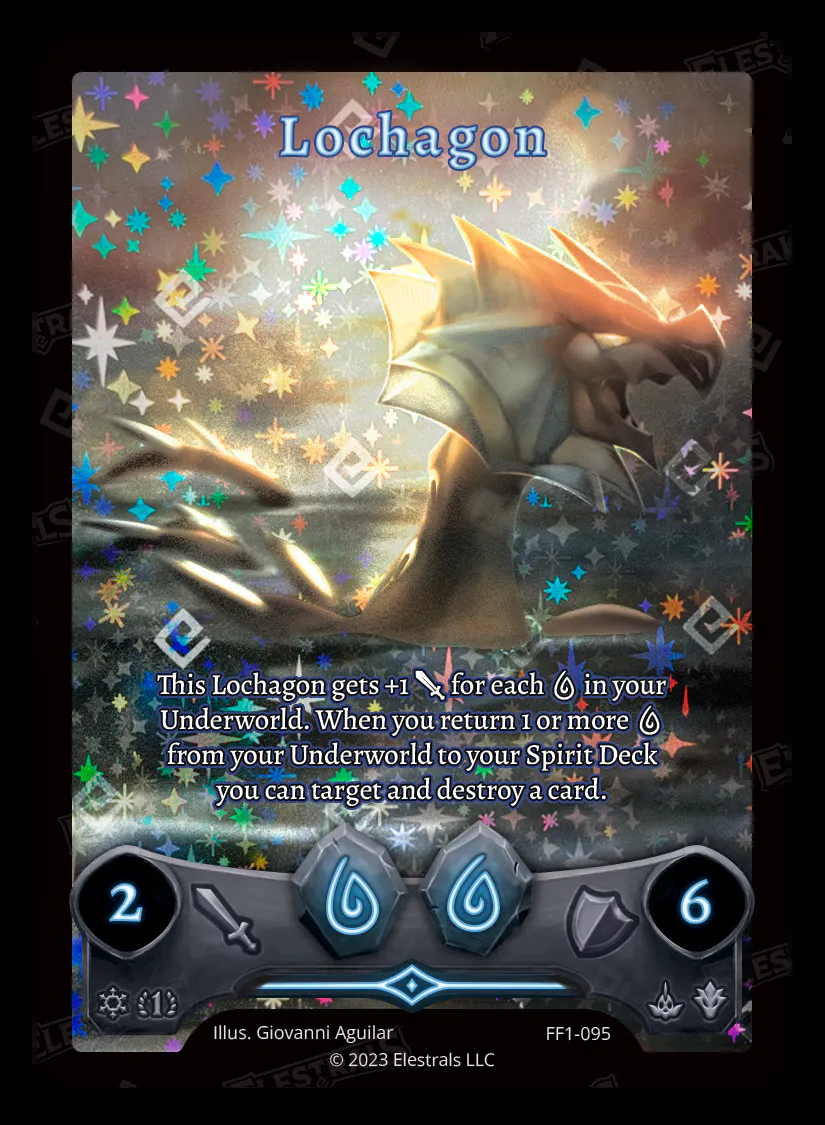 Lochagon
This Lochagon gets +1 for each in your
Underworld. When you return 1 or more
from your Underworld to your Spirit Deck
you can target and destroy a card.
2
6
1
Illus. Giovanni Aguilar
FF1-095
© 2023 Elestrals LLC
ELESTRALS